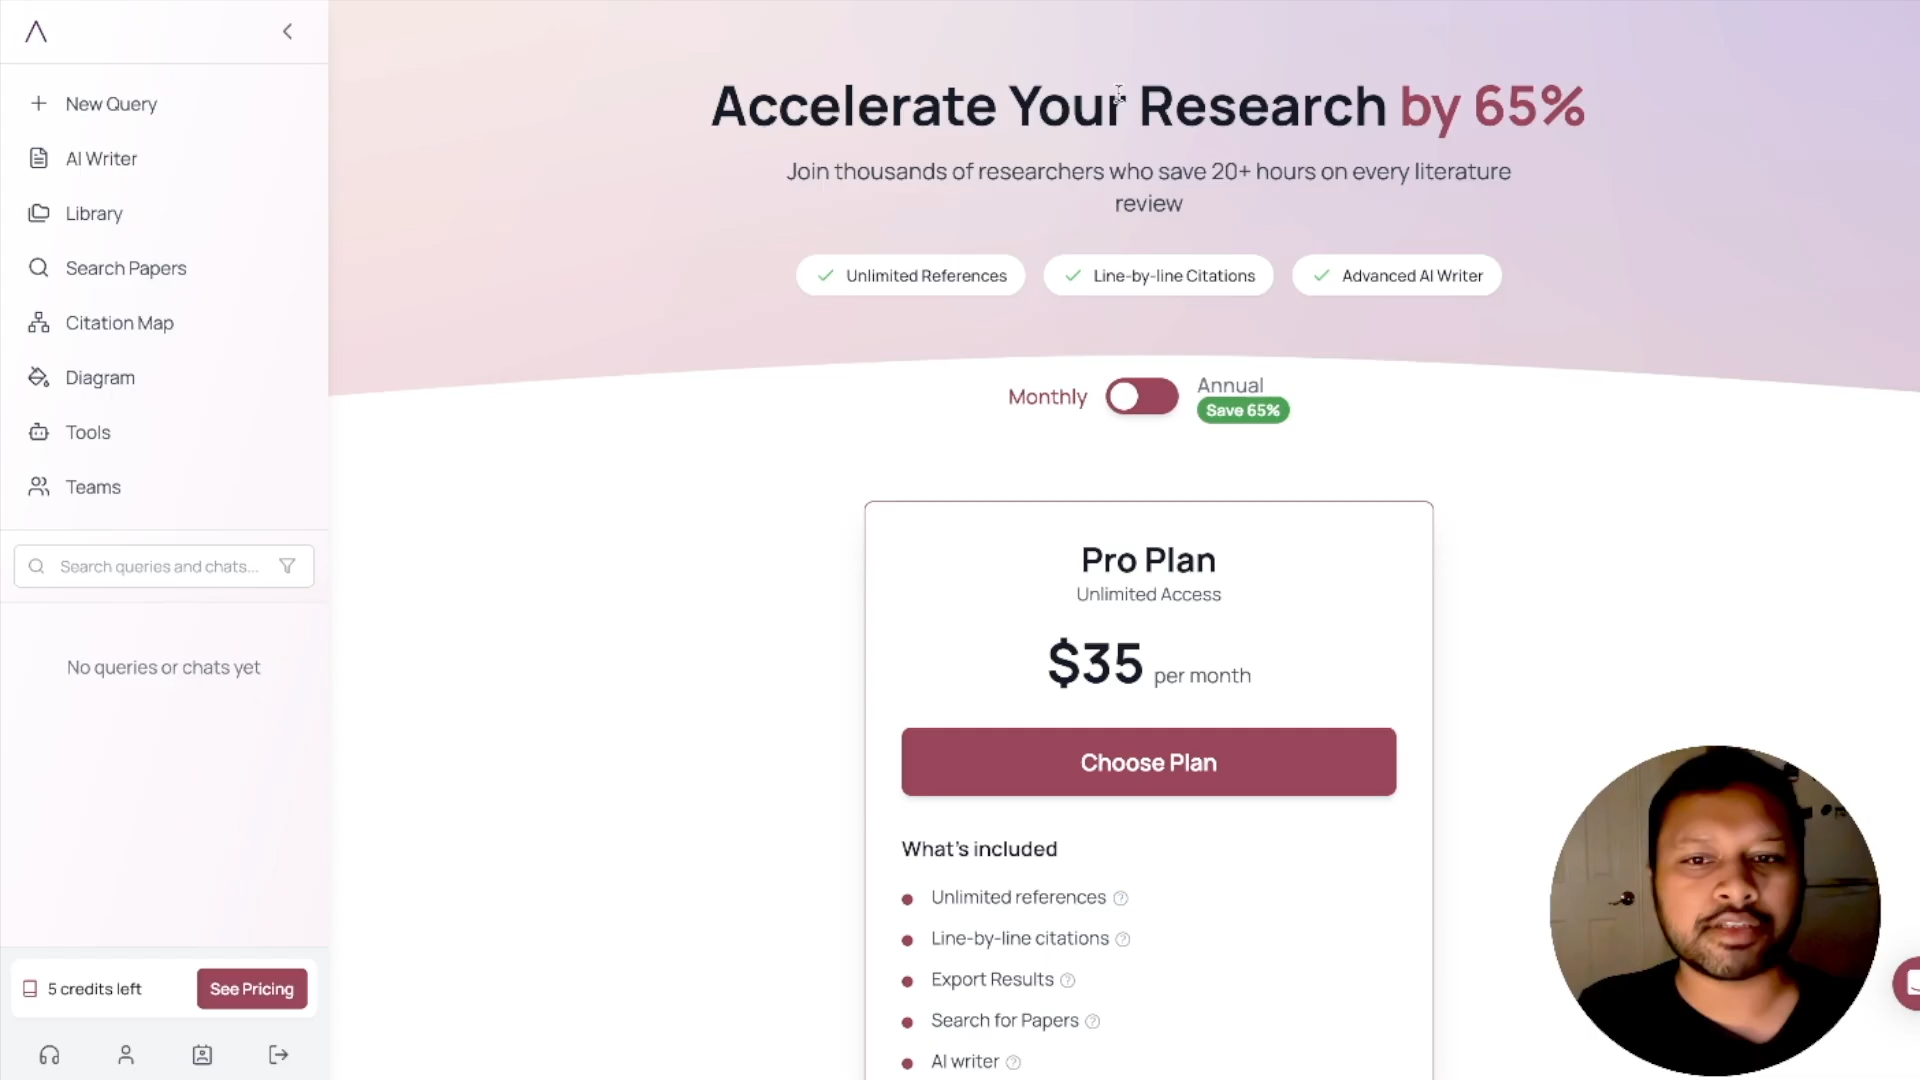 New Query
AI Writer
Library
Search Papers
Citation Map
Diagram
Tools
Teams
Search queries and chats...
No queries or chats yet
5 credits left
See Pricing
Accelerate Your Research by 65%
Join thousands of researchers who save 20+ hours on every literature
review
Unlimited References
Line-by-line Citations
Advanced AI Writer
Monthly
Annual
Save 65%
Pro Plan
Unlimited Access
$35 per month
Choose Plan
What's included
Unlimited references
Line-by-line citations
Export Results
Search for Papers
AI writer